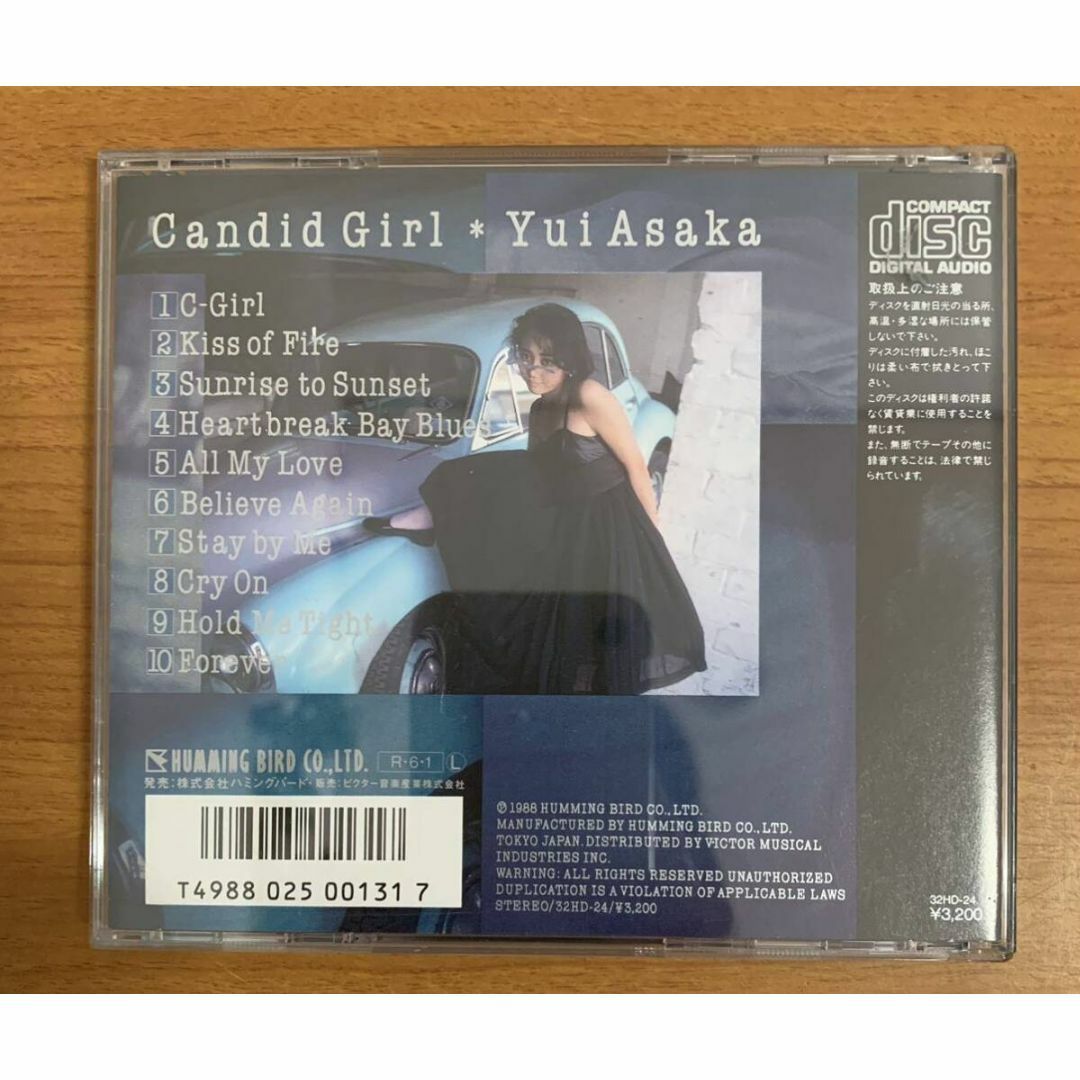 Candid Girl * Yui Asaka
1 C-Girl
2 Kiss of Fire
3 Sunrise to Sunset
4 Heartbreak Bay Blues
5 All My Love
6 Believe Again
7 Stay by Me
8 Cry On
9 Hold Me Tight
10 Forever
COMPACT
disc
DIGITAL AUDIO
取扱上のご注意
ディスクを直射日光の当る所、
高温・多湿な場所には保管
しないで下さい。
ディスクに付着した汚れ、ほこ
りは柔い布で拭きとって下
さい。
このディスクは権利者の許諾
なく賃貸業に使用することを
禁じます。
また、無断でテープその他に
録音することは、法律で禁じ
られています。
HUMMING BIRD CO.,LTD. R・6・1 L
発売:株式会社ハミングバード・販売:ビクター音楽産業株式会社
T4988 025 00131 7
℗ 1988 HUMMING BIRD CO., LTD.
MANUFACTURED BY HUMMING BIRD CO., LTD.
TOKYO JAPAN. DISTRIBUTED BY VICTOR MUSICAL
INDUSTRIES INC.
WARNING: ALL RIGHTS RESERVED UNAUTHORIZED
DUPLICATION IS A VIOLATION OF APPLICABLE LAWS
STEREO/32HD-24/¥3,200
32HD-24
¥3,200